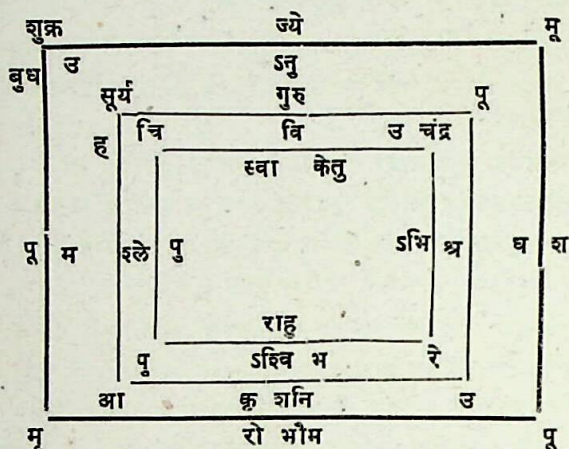 शुक्र ज्ये मू
बुध उ ऽनु
सूर्य गुरु पू
ह्म चि वि उ चंद्र
स्वा केतु
पू म श्ले पु ऽभि श्र ध श
राहु
पु ऽश्वि भ रे
आ कृ शनि उ
मृ रो भौम पू